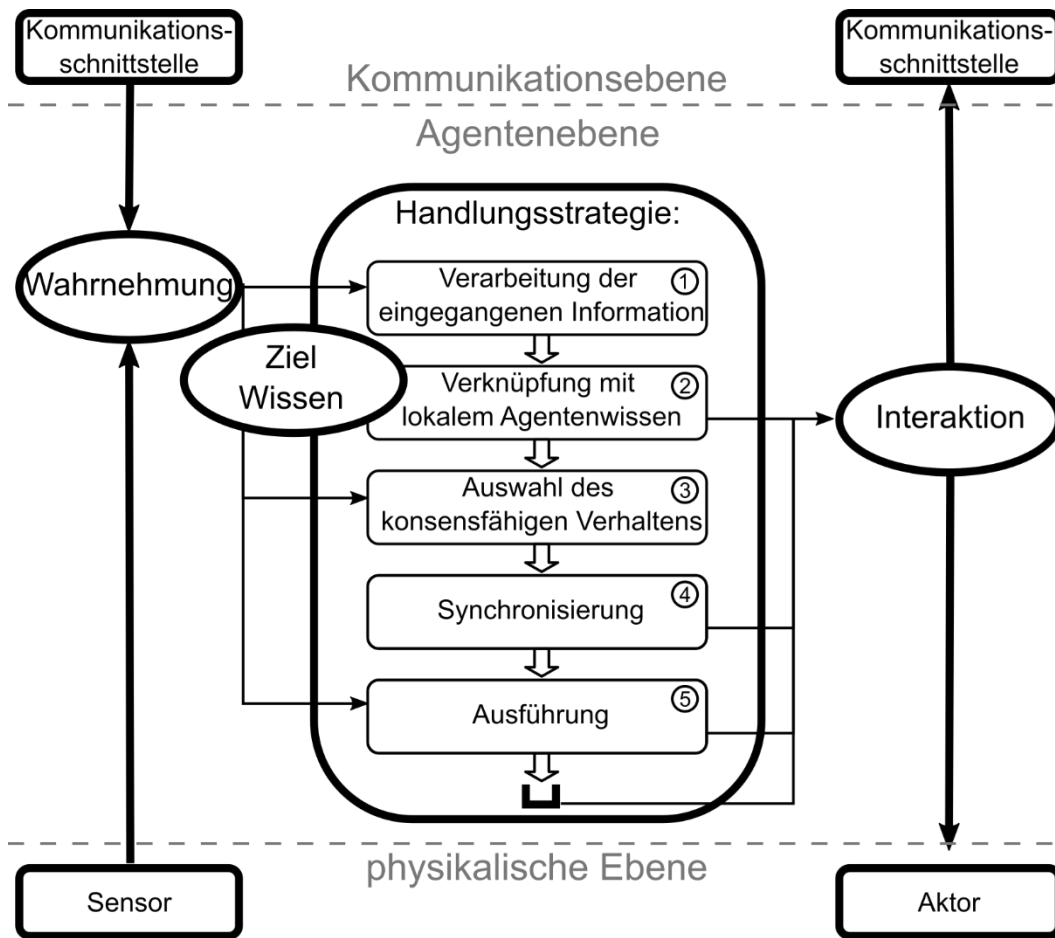 Kommunikations-
schnittstelle
Kommunikations-
schnittstelle
Kommunikationsebene
Agentenebene
Handlungsstrategie:
Wahrnehmung
Verarbeitung der
eingegangenen Information
1
Ziel
Wissen
Verknüpfung mit
lokalem Agentenwissen
2
Interaktion
Auswahl des
konsensfähigen Verhaltens
3
Synchronisierung
4
Ausführung
5
physikalische Ebene
Sensor
Aktor